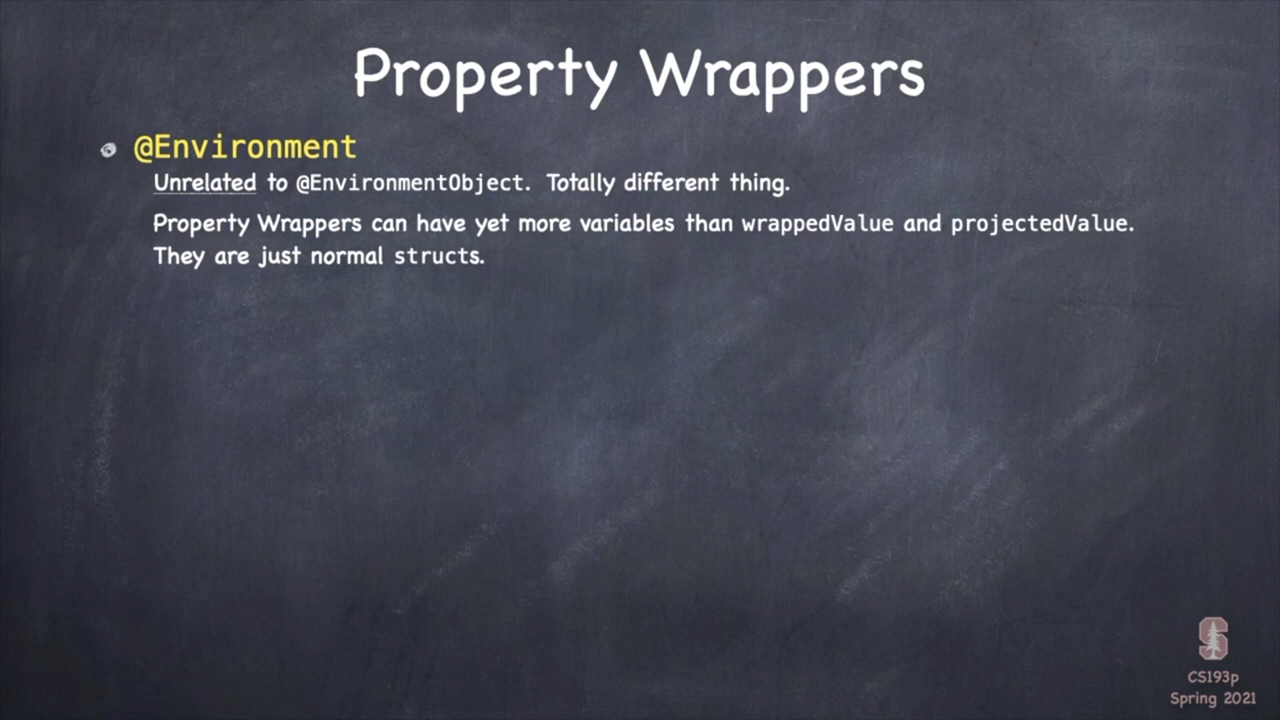 Property Wrappers
@Environment
Unrelated to @EnvironmentObject. Totally different thing.
Property Wrappers can have yet more variables than wrappedValue and projectedValue.
They are just normal structs.
S
CS193p
Spring 2021